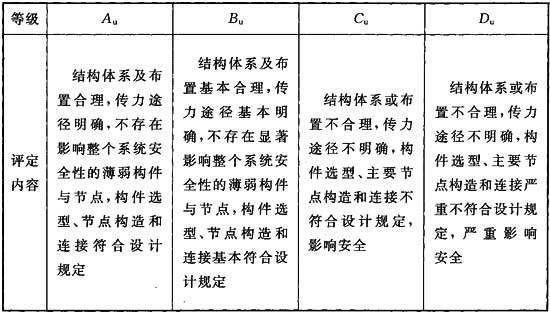 等级
Au
Bu
Cu
Du
评定
内容
结构体系及布
置合理，传力途
径明确，不存在
影响整个系统安
全性的薄弱构件
与节点，构件选
型、节点构造和
连接符合设计
规定
结构体系及布
置基本合理，传
力途径基本明
确，不存在显著
影响整个系统安
全性的薄弱构件
与节点，构件选
型、节点构造和
连接基本符合设
计规定
结构体系或布
置不合理，传力
途径不明确，构
件选型、主要节
点构造和连接不
符合设计规定，
影响安全
结构体系或布
置不合理，传力
途径不明确，构
件选型、主要节
点构造和连接严
重不符合设计规
定，严重影响
安全